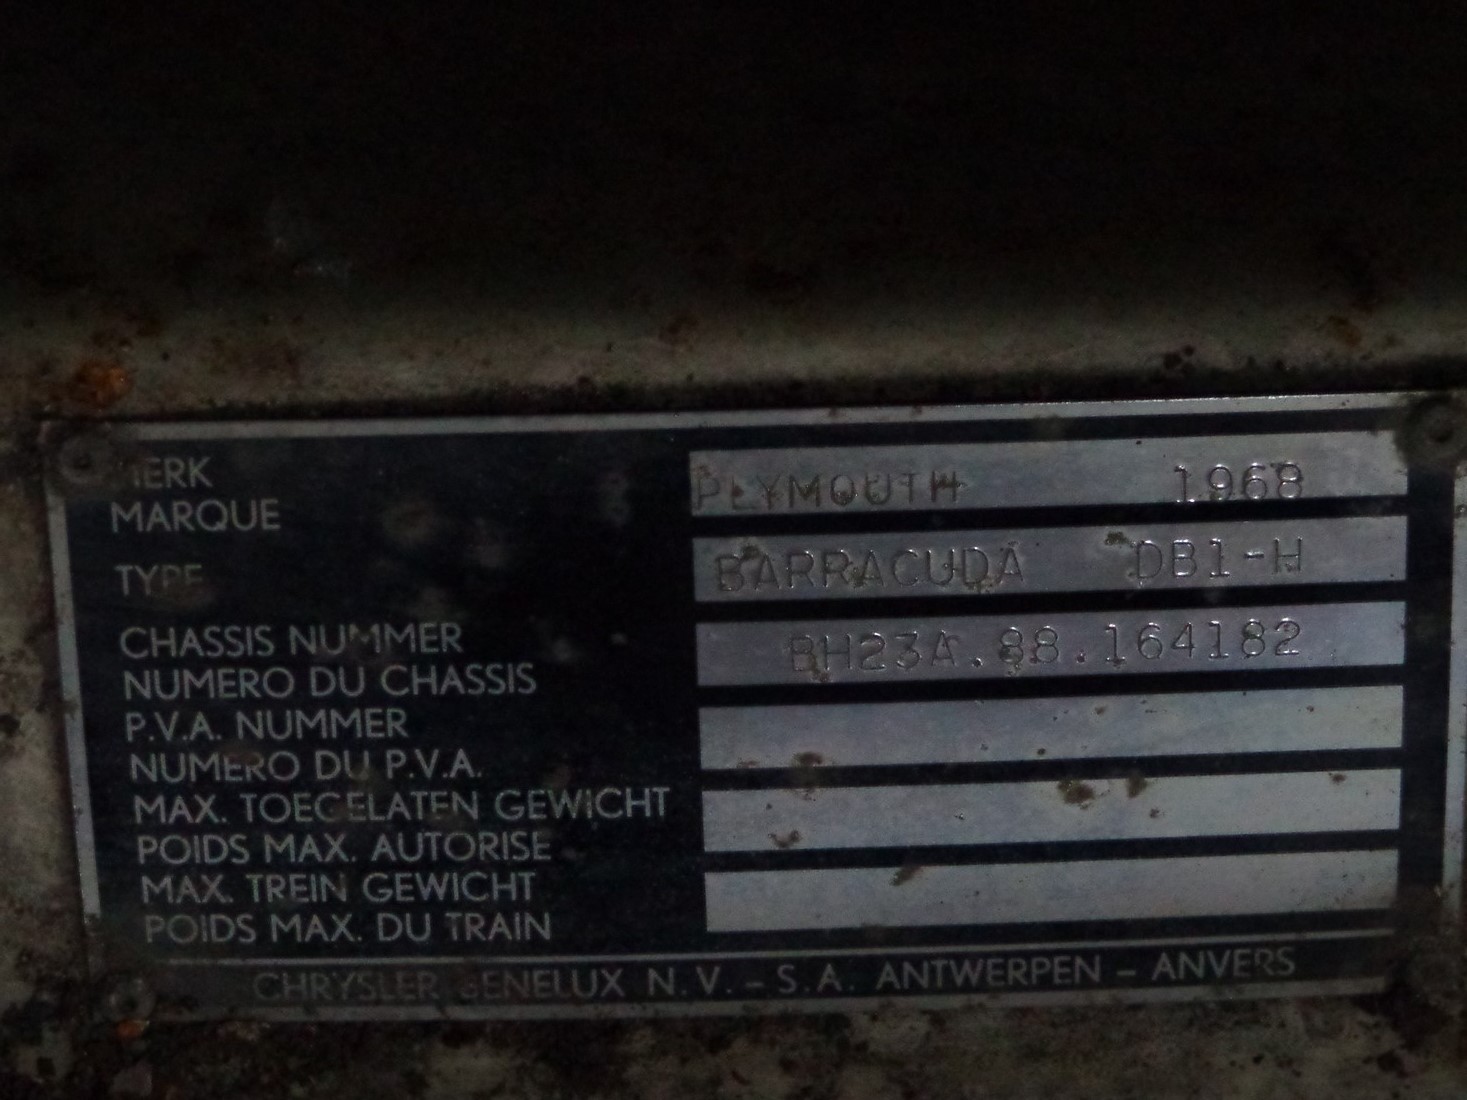 MERK PLYMOUTH 1968
MARQUE
TYPE BARRACUDA DB1-H
CHASSIS NUMMER BH23A.88.164182
NUMERO DU CHASSIS
P.V.A. NUMMER
NUMERO DU P.V.A.
MAX. TOEGELATEN GEWICHT
POIDS MAX. AUTORISE
MAX. TREIN GEWICHT
POIDS MAX. DU TRAIN
CHRYSLER BENELUX N.V. – S.A. ANTWERPEN – ANVERS